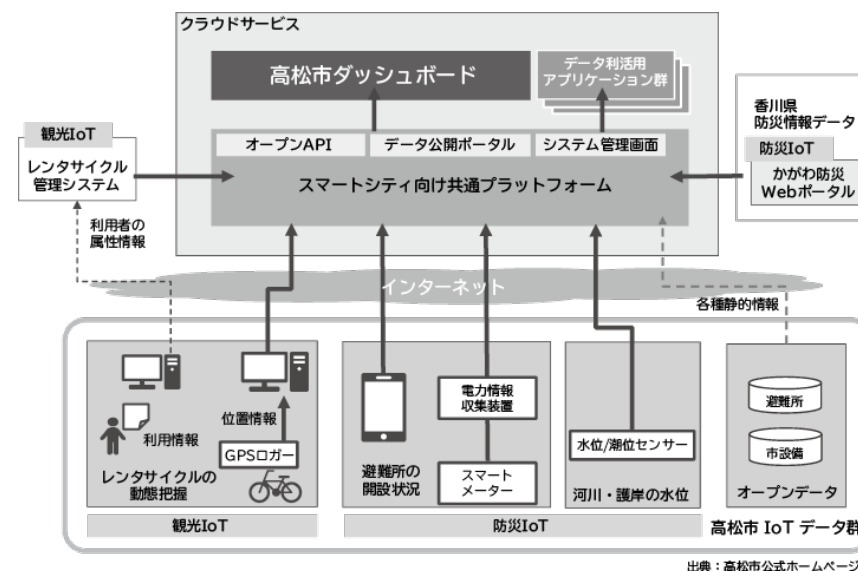 クラウドサービス
高松市ダッシュボード
データ利活用
アプリケーション群
オープンAPI
データ公開ポータル
システム管理画面
スマートシティ向け共通プラットフォーム
観光IoT
レンタサイクル
管理システム
香川県
防災情報データ
防災IoT
かがわ防災
Webポータル
利用者の
属性情報
インターネット
各種静的情報
利用情報
位置情報
GPSロガー
レンタサイクルの
動態把握
観光IoT
避難所の
開設状況
電力情報
収集装置
スマート
メーター
水位/潮位センサー
河川・護岸の水位
防災IoT
避難所
市設備
オープンデータ
高松市 IoT データ群
出典：高松市公式ホームページ